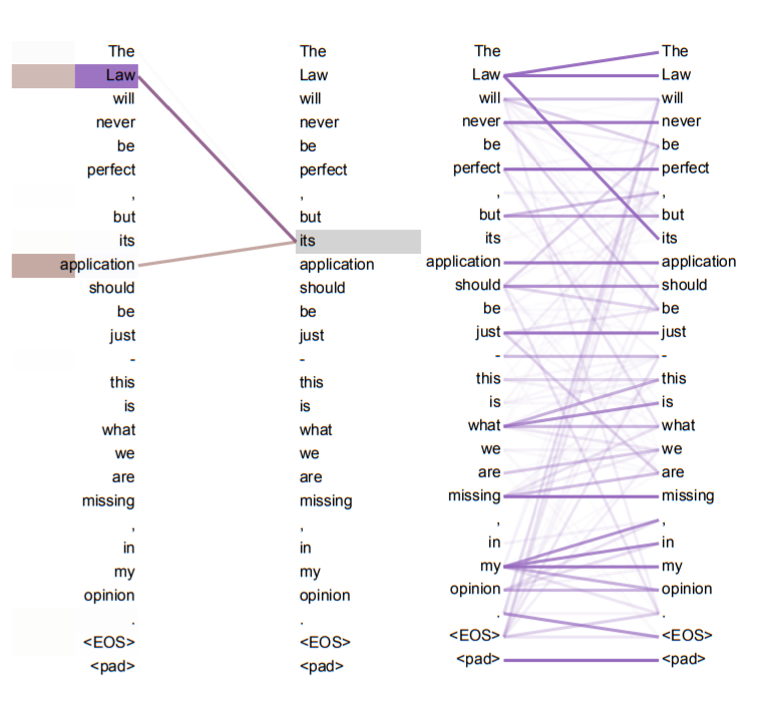 The The The The
Law Law Law Law
will will will will
never never never never
be be be be
perfect perfect perfect perfect
, , , ,
but but but but
its its its its
application application application application
should should should should
be be be be
just just just just
- - - -
this this this this
is is is is
what what what what
we we we we
are are are are
missing missing missing missing
, , , ,
in in in in
my my my my
opinion opinion opinion opinion
. . . .
<EOS> <EOS> <EOS> <EOS>
<pad> <pad> <pad> <pad>